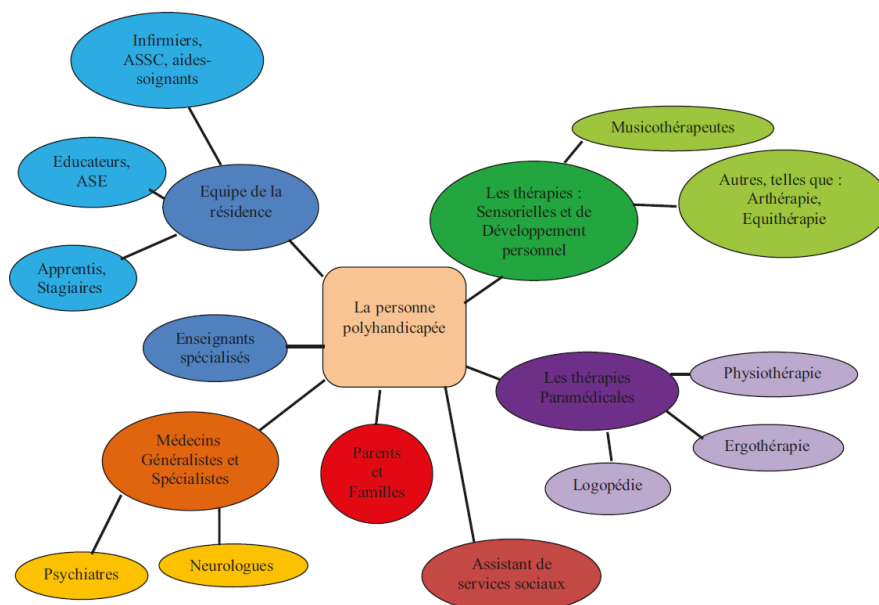 Infirmiers,
ASSC, aides-
soignants
Musicothérapeutes
Educateurs,
ASE
Equipe de la
résidence
Les thérapies :
Sensorielles et de
Développement
personnel
Autres, telles que :
Arthérapie,
Equithérapie
Apprentis,
Stagiaires
La personne
polyhandicapée
Enseignants
spécialisés
Les thérapies
Paramédicales
Physiothérapie
Ergothérapie
Logopédie
Médecins
Généralistes et
Spécialistes
Parents
et
Familles
Psychiatres
Neurologues
Assistant de
services sociaux